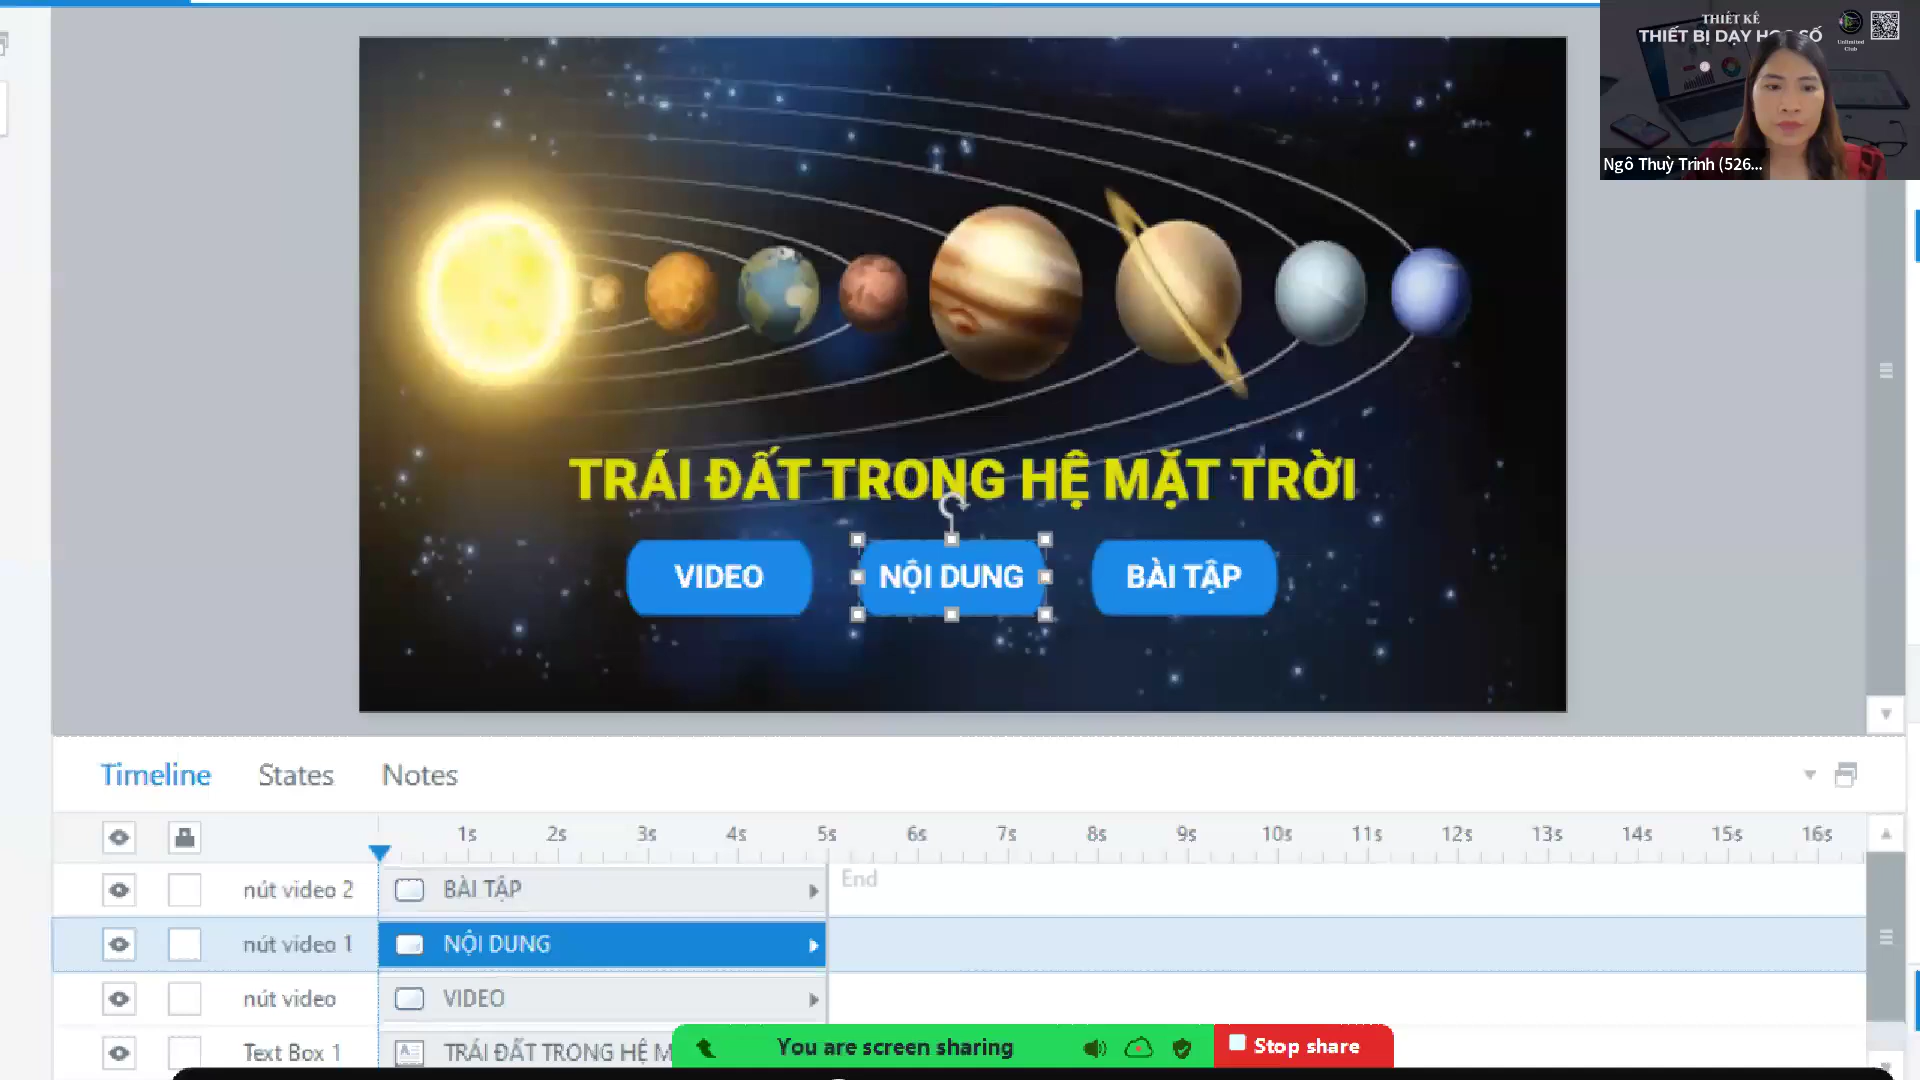 THIẾT KẾ
THIẾT BỊ DẠY HỌC SỐ
Unlimited
Club
Ngô Thuỳ Trinh (526...
TRÁI ĐẤT TRONG HỆ MẶT TRỜI
VIDEO
NỘI DUNG
BÀI TẬP
Timeline
States
Notes
1s 2s 3s 4s 5s 6s 7s 8s 9s 10s 11s 12s 13s 14s 15s 16s
nút video 2
BÀI TẬP
End
nút video 1
NỘI DUNG
nút video
VIDEO
Text Box 1
TRÁI ĐẤT TRONG HỆ M
You are screen sharing
Stop share